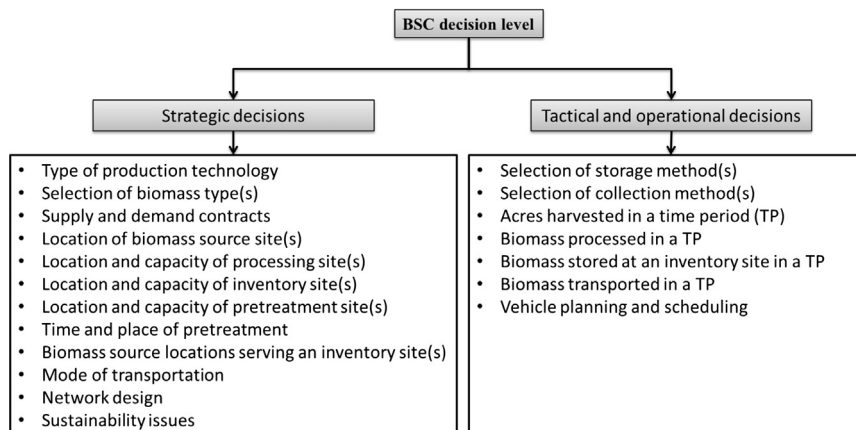 BSC decision level
Strategic decisions
• Type of production technology
• Selection of biomass type(s)
• Supply and demand contracts
• Location of biomass source site(s)
• Location and capacity of processing site(s)
• Location and capacity of inventory site(s)
• Location and capacity of pretreatment site(s)
• Time and place of pretreatment
• Biomass source locations serving an inventory site(s)
• Mode of transportation
• Network design
• Sustainability issues
Tactical and operational decisions
• Selection of storage method(s)
• Selection of collection method(s)
• Acres harvested in a time period (TP)
• Biomass processed in a TP
• Biomass stored at an inventory site in a TP
• Biomass transported in a TP
• Vehicle planning and scheduling